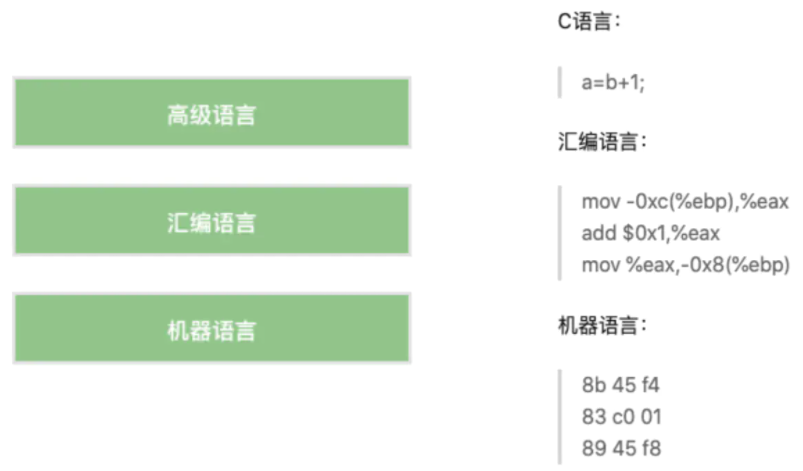 高级语言
汇编语言
机器语言
C语言：
a=b+1;
汇编语言：
mov -0xc(%ebp),%eax
add $0x1,%eax
mov %eax,-0x8(%ebp)
机器语言：
8b 45 f4
83 c0 01
89 45 f8